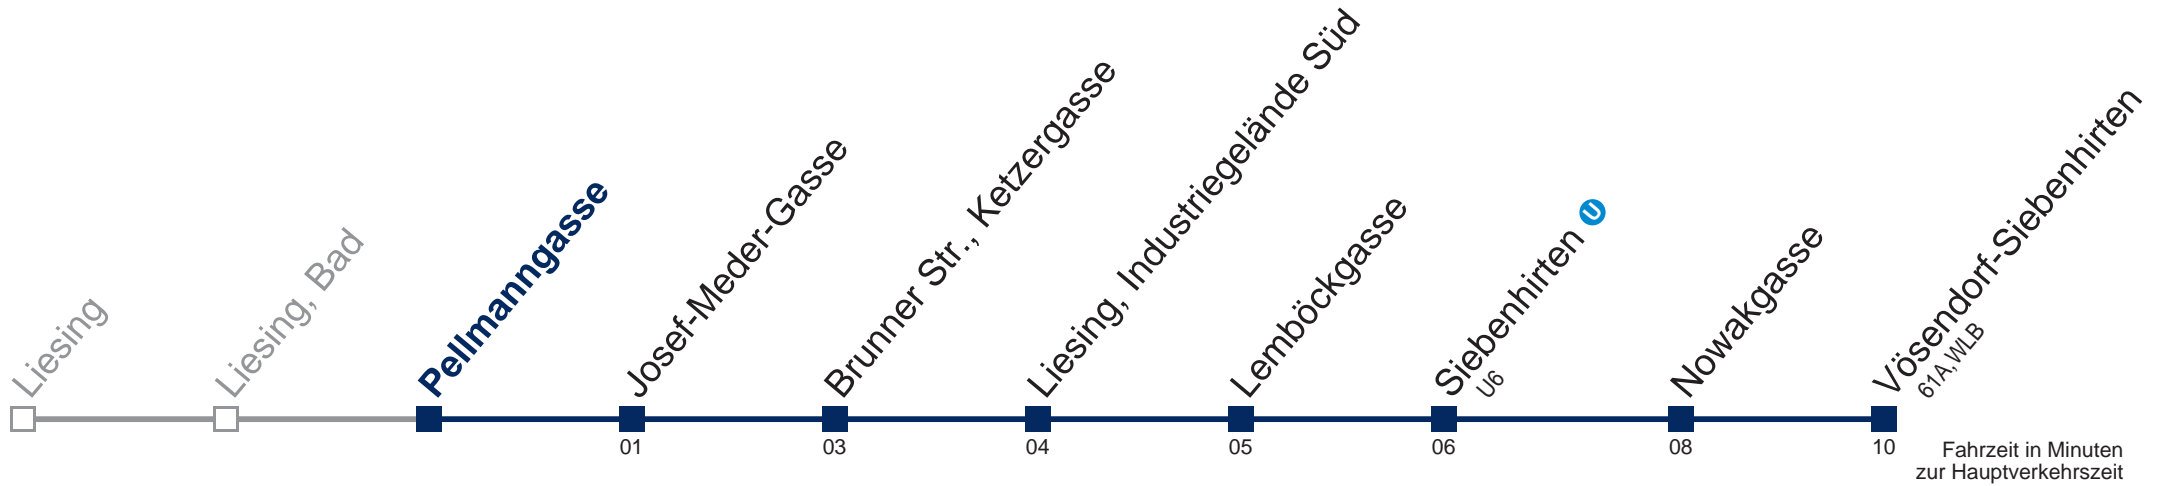 Liesing
Liesing, Bad
Pellmanngasse
Josef-Meder-Gasse
Brunner Str., Ketzergasse
Liesing, Industriegelände Süd
Lemböckgasse
Siebenhirten U
U6
Nowakgasse
Vösendorf-Siebenhirten
61A, WLB
01 03 04 05 06 08 10
Fahrzeit in Minuten
zur Hauptverkehrszeit